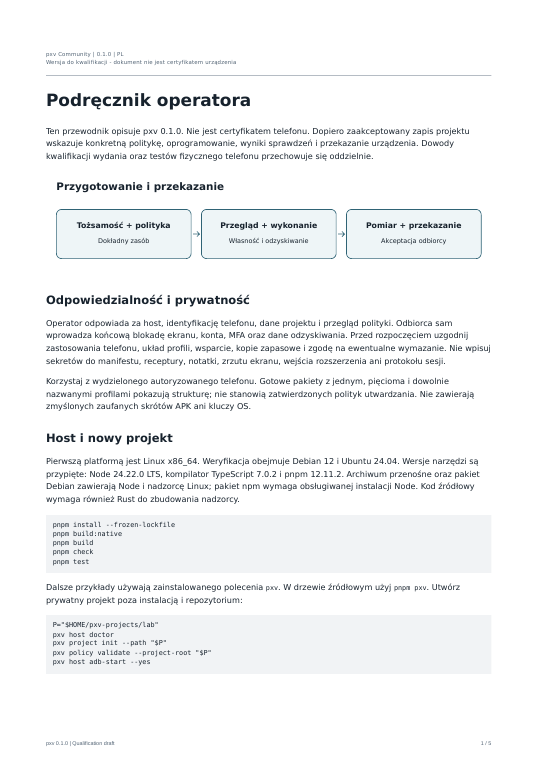 pxv Community | 0.1.0 | PL
Wersja do kwalifikacji - dokument nie jest certyfikatem urządzenia
Podręcznik operatora
Ten przewodnik opisuje pxv 0.1.0. Nie jest certyfikatem telefonu. Dopiero zaakceptowany zapis projektu
wskazuje konkretną politykę, oprogramowanie, wyniki sprawdzeń i przekazanie urządzenia. Dowody
kwalifikacji wydania oraz testów fizycznego telefonu przechowuje się oddzielnie.
Przygotowanie i przekazanie
Tożsamość + polityka
Dokładny zasób
→
Przegląd + wykonanie
Własność i odzyskiwanie
→
Pomiar + przekazanie
Akceptacja odbiorcy
Odpowiedzialność i prywatność
Operator odpowiada za host, identyfikację telefonu, dane projektu i przegląd polityki. Odbiorca sam
wprowadza końcową blokadę ekranu, konta, MFA oraz dane odzyskiwania. Przed rozpoczęciem uzgodnij
zastosowania telefonu, układ profili, wsparcie, kopie zapasowe i zgodę na ewentualne wymazanie. Nie wpisuj
sekretów do manifestu, receptury, notatki, zrzutu ekranu, wejścia rozszerzenia ani protokołu sesji.
Korzystaj z wydzielonego autoryzowanego telefonu. Gotowe pakiety z jednym, pięcioma i dowolnie
nazwanymi profilami pokazują strukturę; nie stanowią zatwierdzonych polityk utwardzania. Nie zawierają
zmyślonych zaufanych skrótów APK ani kluczy OS.
Host i nowy projekt
Pierwszą platformą jest Linux x86_64. Weryfikacja obejmuje Debian 12 i Ubuntu 24.04. Wersje narzędzi są
przypięte: Node 24.22.0 LTS, kompilator TypeScript 7.0.2 i pnpm 12.11.2. Archiwum przenośne oraz pakiet
Debian zawierają Node i nadzorcę Linux; pakiet npm wymaga obsługiwanej instalacji Node. Kod źródłowy
wymaga również Rust do zbudowania nadzorcy.
pnpm install --frozen-lockfile
pnpm build:native
pnpm build
pnpm check
pnpm test
Dalsze przykłady używają zainstalowanego polecenia pxv. W drzewie źródłowym użyj pnpm pxv. Utwórz
prywatny projekt poza instalacją i repozytorium:
P="$HOME/pxv-projects/lab"
pxv host doctor
pxv project init --path "$P"
pxv policy validate --project-root "$P"
pxv host adb-start --yes
pxv 0.1.0 | Qualification draft
1 / 5